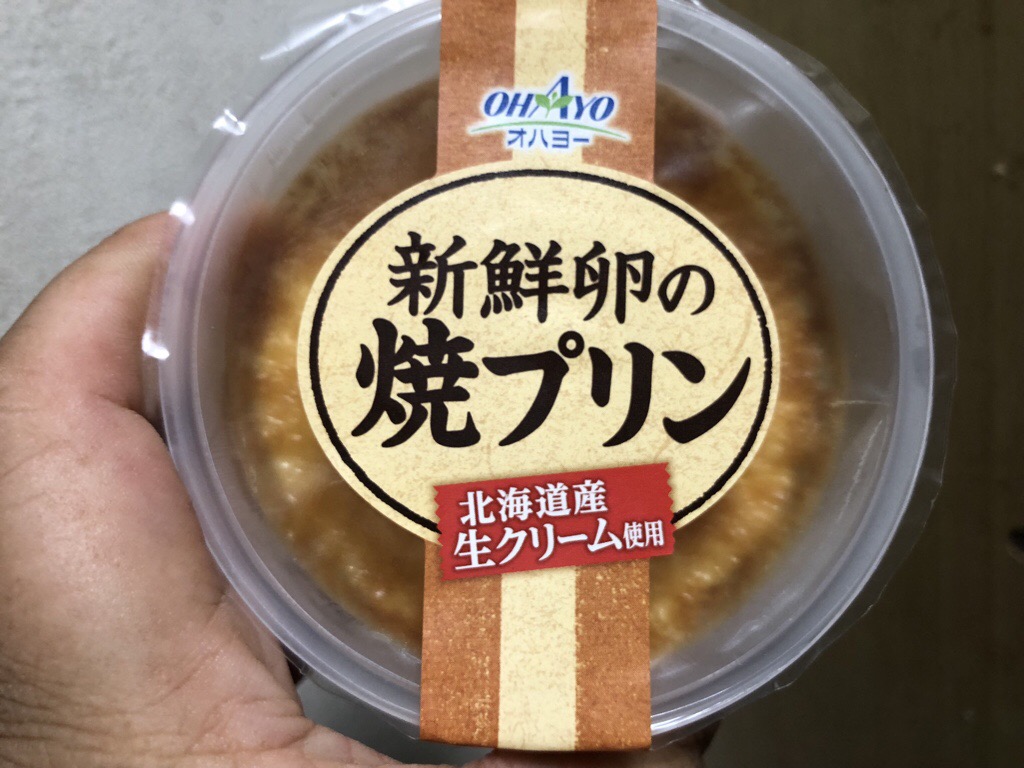 OHAYO
オハヨー
新鮮卵の
焼プリン
北海道産
生クリーム使用